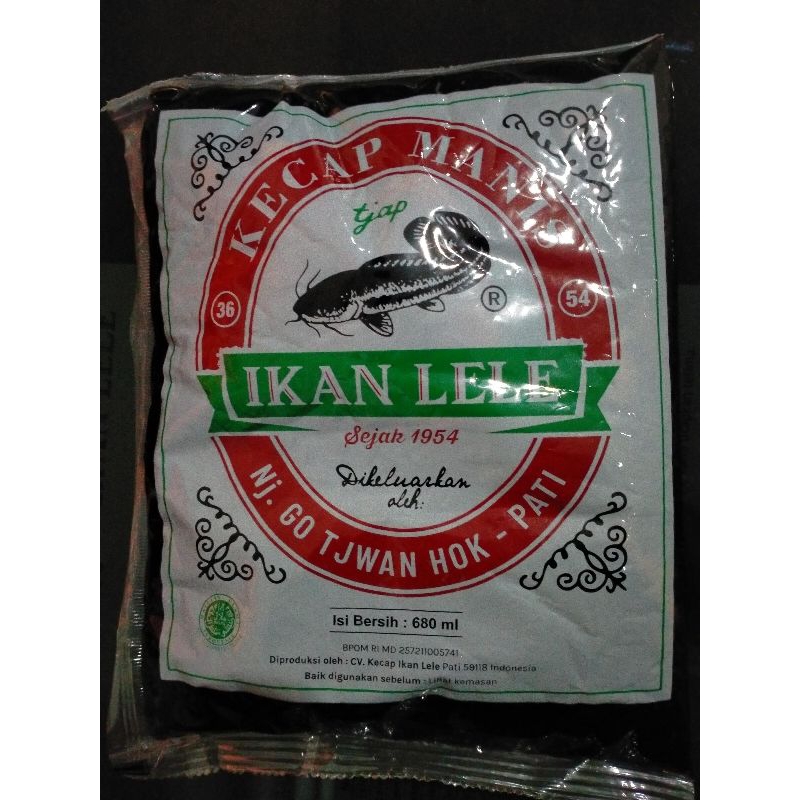 KECAP MANIS
tjap
36
®
54
IKAN LELE
Sejak 1954
Dikeluarkan
oleh:
Nj. GO TJWAN HOK - PATI
Isi Bersih : 680 ml
BPOM RI MD 257211005741
Diproduksi oleh : CV. Kecap Ikan Lele Pati 59118 Indonesia
Baik digunakan sebelum : Lihat kemasan